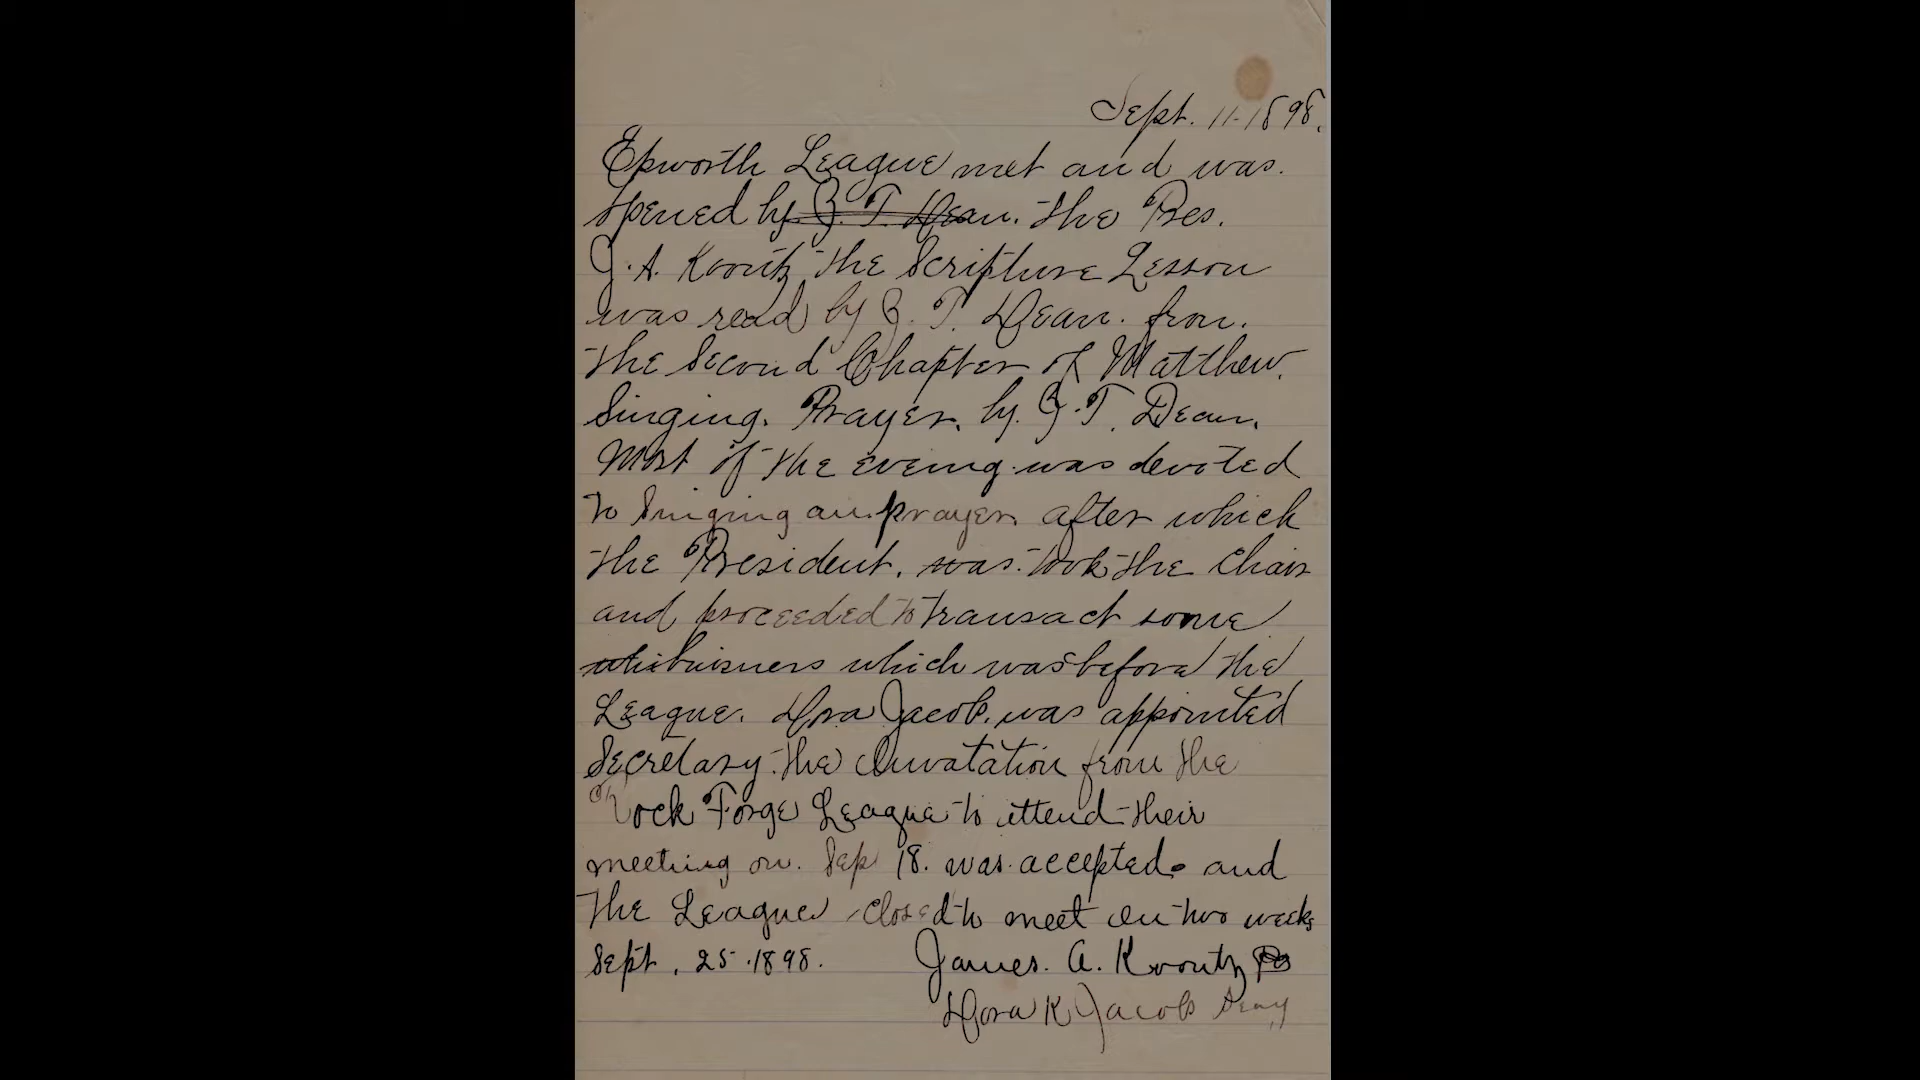 Sept. 11-1898.
Epworth League met and was.
opened by Z. T. Dean. the Pres.
J. A. Koontz, the Scripture Lesson
was read by Z. T. Dean. from.
the Second Chapter of Matthew.
Singing. Prayer. by. Z. T. Dean.
Most of the evening was devoted
to Singing an. prayer. after which
the President. was. took the Chair
and proceeded to transact some
buisness which was before the
League. Dora Jacob. was appointed
Secretary. the Invatation from the
Rock Forge League to attend their
meeting on. Sep 18. was accepted. and
the League closed to meet in two weeks
Sept. 25.1898. James. A. Koontz
Dora K Jacob